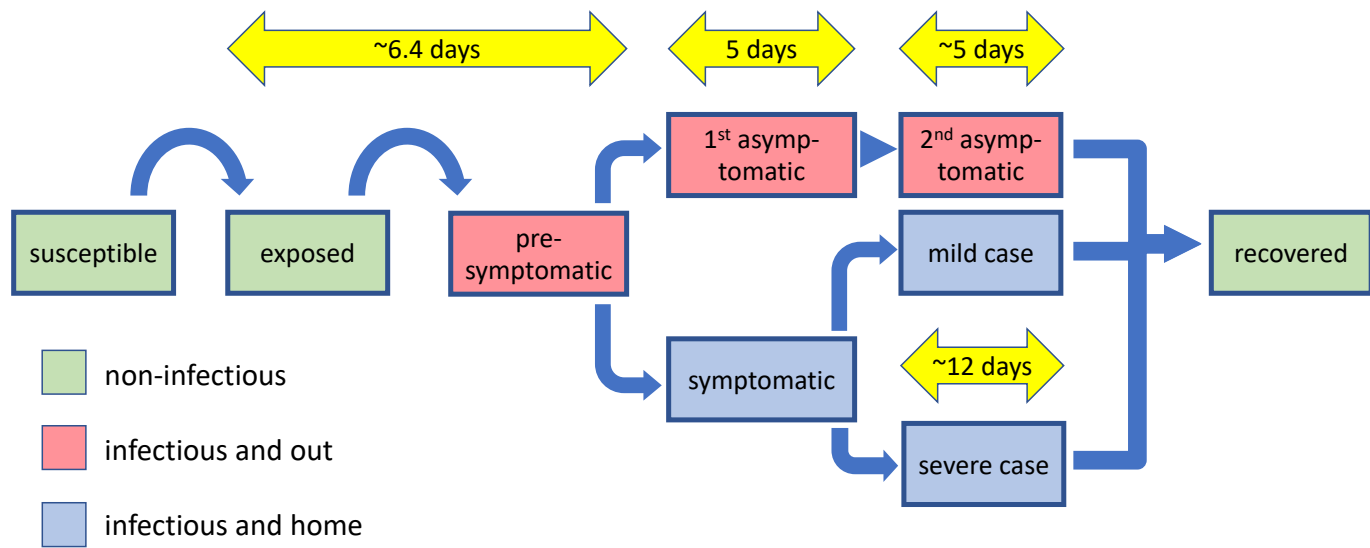 ~6.4 days
5 days
~5 days
1st asymp-
tomatic
2nd asymp-
tomatic
susceptible
exposed
pre-
symptomatic
mild case
recovered
symptomatic
~12 days
severe case
non-infectious
infectious and out
infectious and home